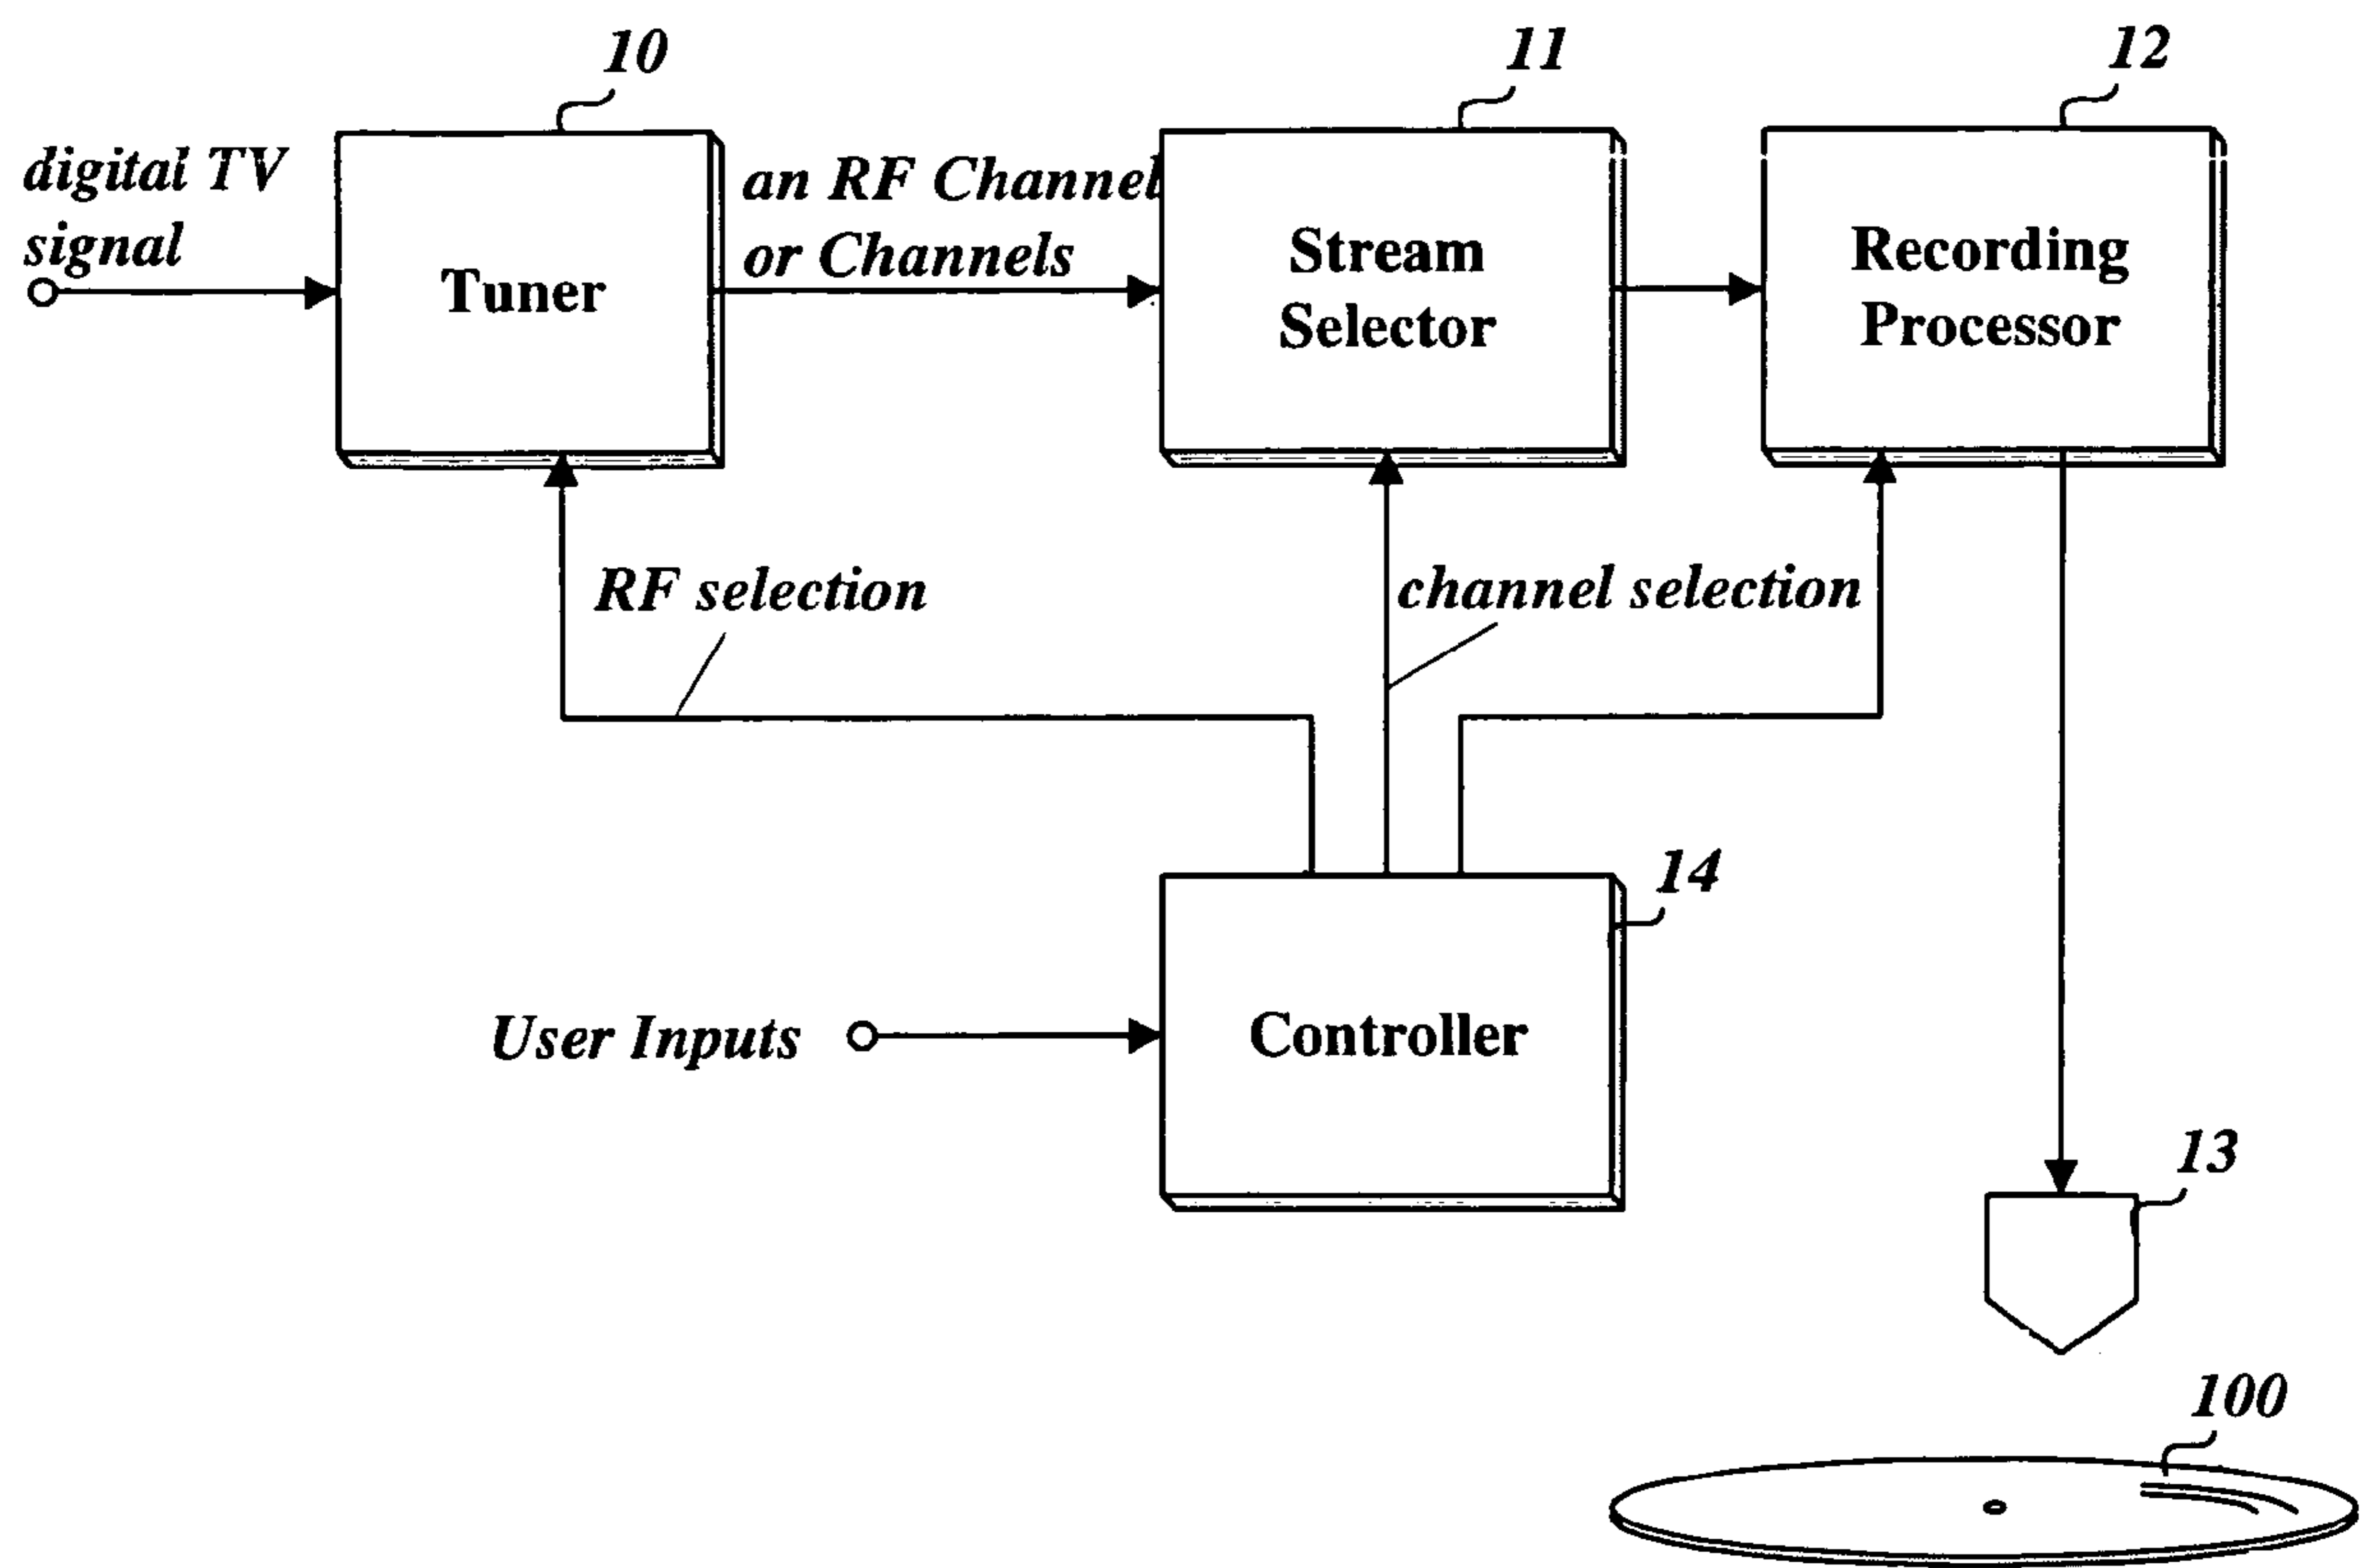 10
11
12
digital TV
signal
an RF Channel
or Channels
Tuner
Stream
Selector
Recording
Processor
RF selection
channel selection
14
User Inputs
Controller
13
100